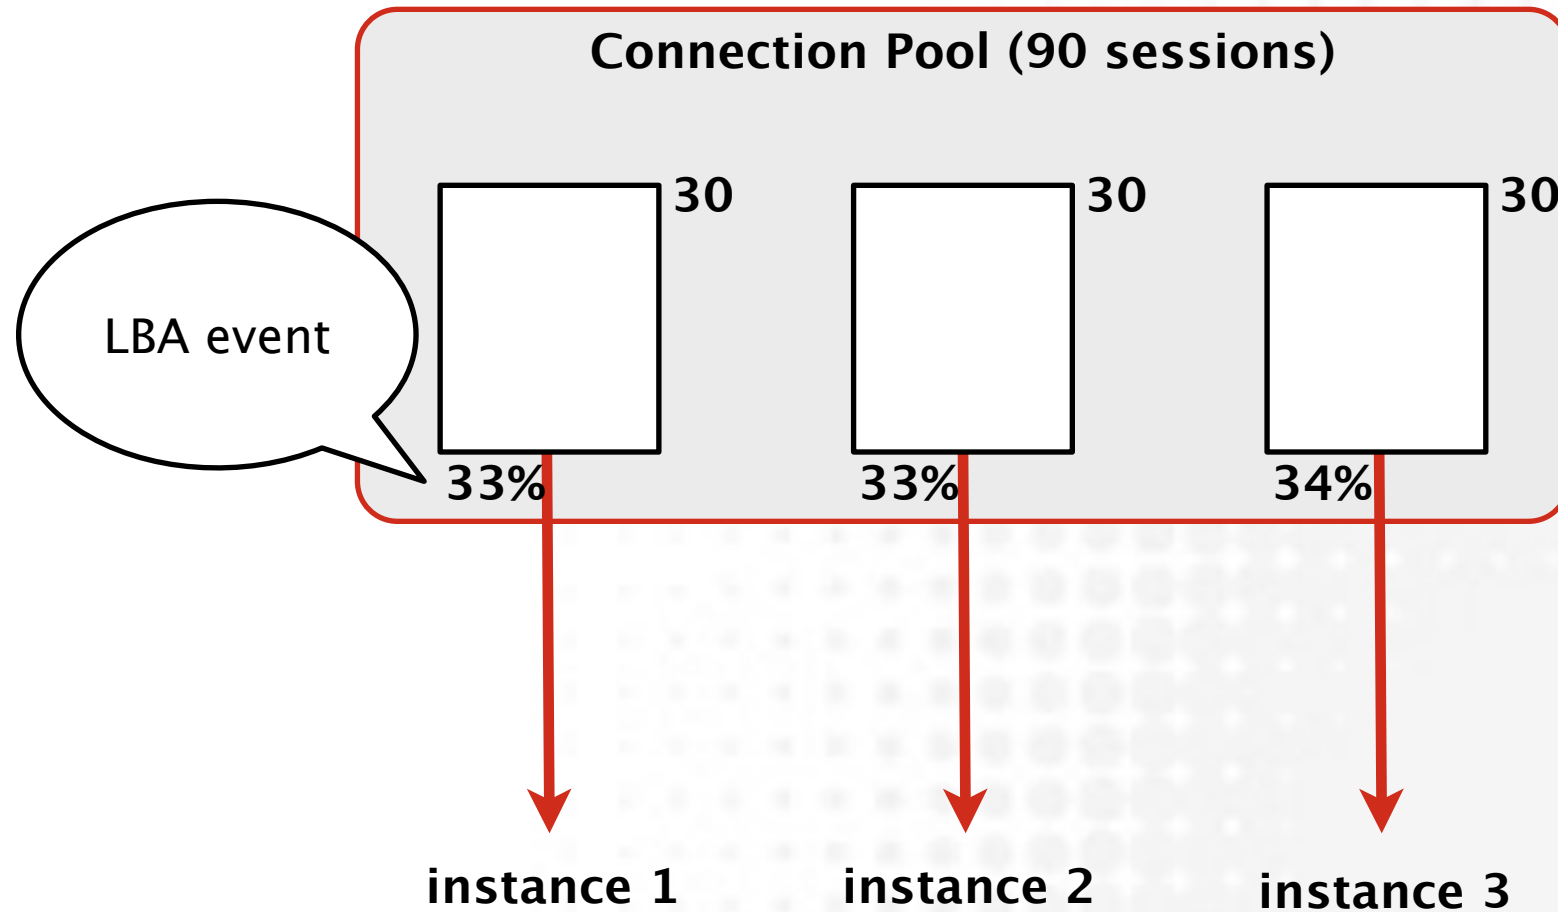 Connection Pool (90 sessions)
30
30
30
LBA event
33%
33%
34%
instance 1
instance 2
instance 3